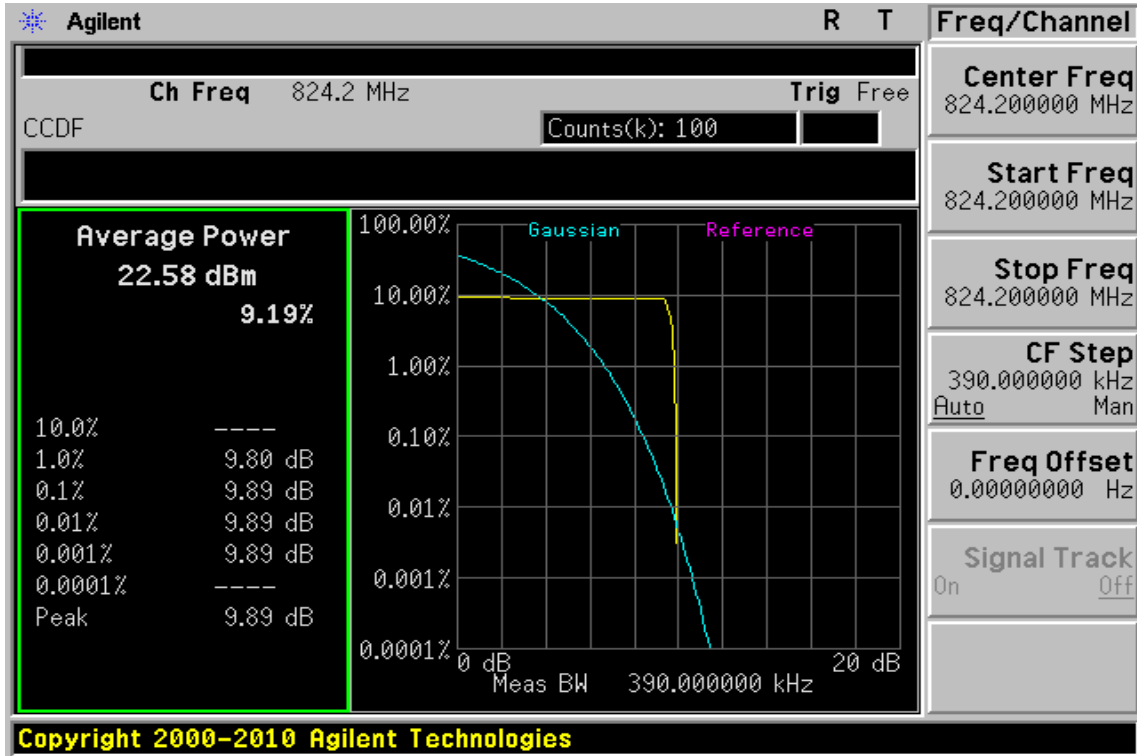 Agilent R T
Ch Freq 824.2 MHz Trig Free
CCDF Counts(k): 100
Average Power
22.58 dBm
9.19%
10.0% ----
1.0% 9.80 dB
0.1% 9.89 dB
0.01% 9.89 dB
0.001% 9.89 dB
0.0001% ----
Peak 9.89 dB
Gaussian Reference
100.00%
10.00%
1.00%
0.10%
0.01%
0.001%
0.0001%
0 dB 20 dB
Meas BW 390.000000 kHz
Freq/Channel
Center Freq
824.200000 MHz
Start Freq
824.200000 MHz
Stop Freq
824.200000 MHz
CF Step
390.000000 kHz
Auto Man
Freq Offset
0.00000000 Hz
Signal Track
On Off
Copyright 2000-2010 Agilent Technologies